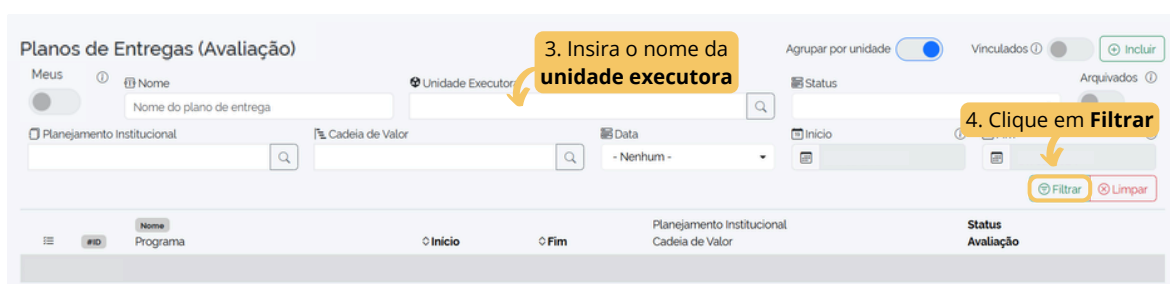 Planos de Entregas (Avaliação)
3. Insira o nome da
unidade executora
Agrupar por unidade
Vinculados
Incluir
Meus
Nome
Unidade Executor
Status
Arquivados
Nome do plano de entrega
4. Clique em Filtrar
Planejamento Institucional
Cadeia de Valor
Data
Início
- Nenhum -
Filtrar
Limpar
#ID
Nome
Programa
Início
Fim
Planejamento Institucional
Cadeia de Valor
Status
Avaliação